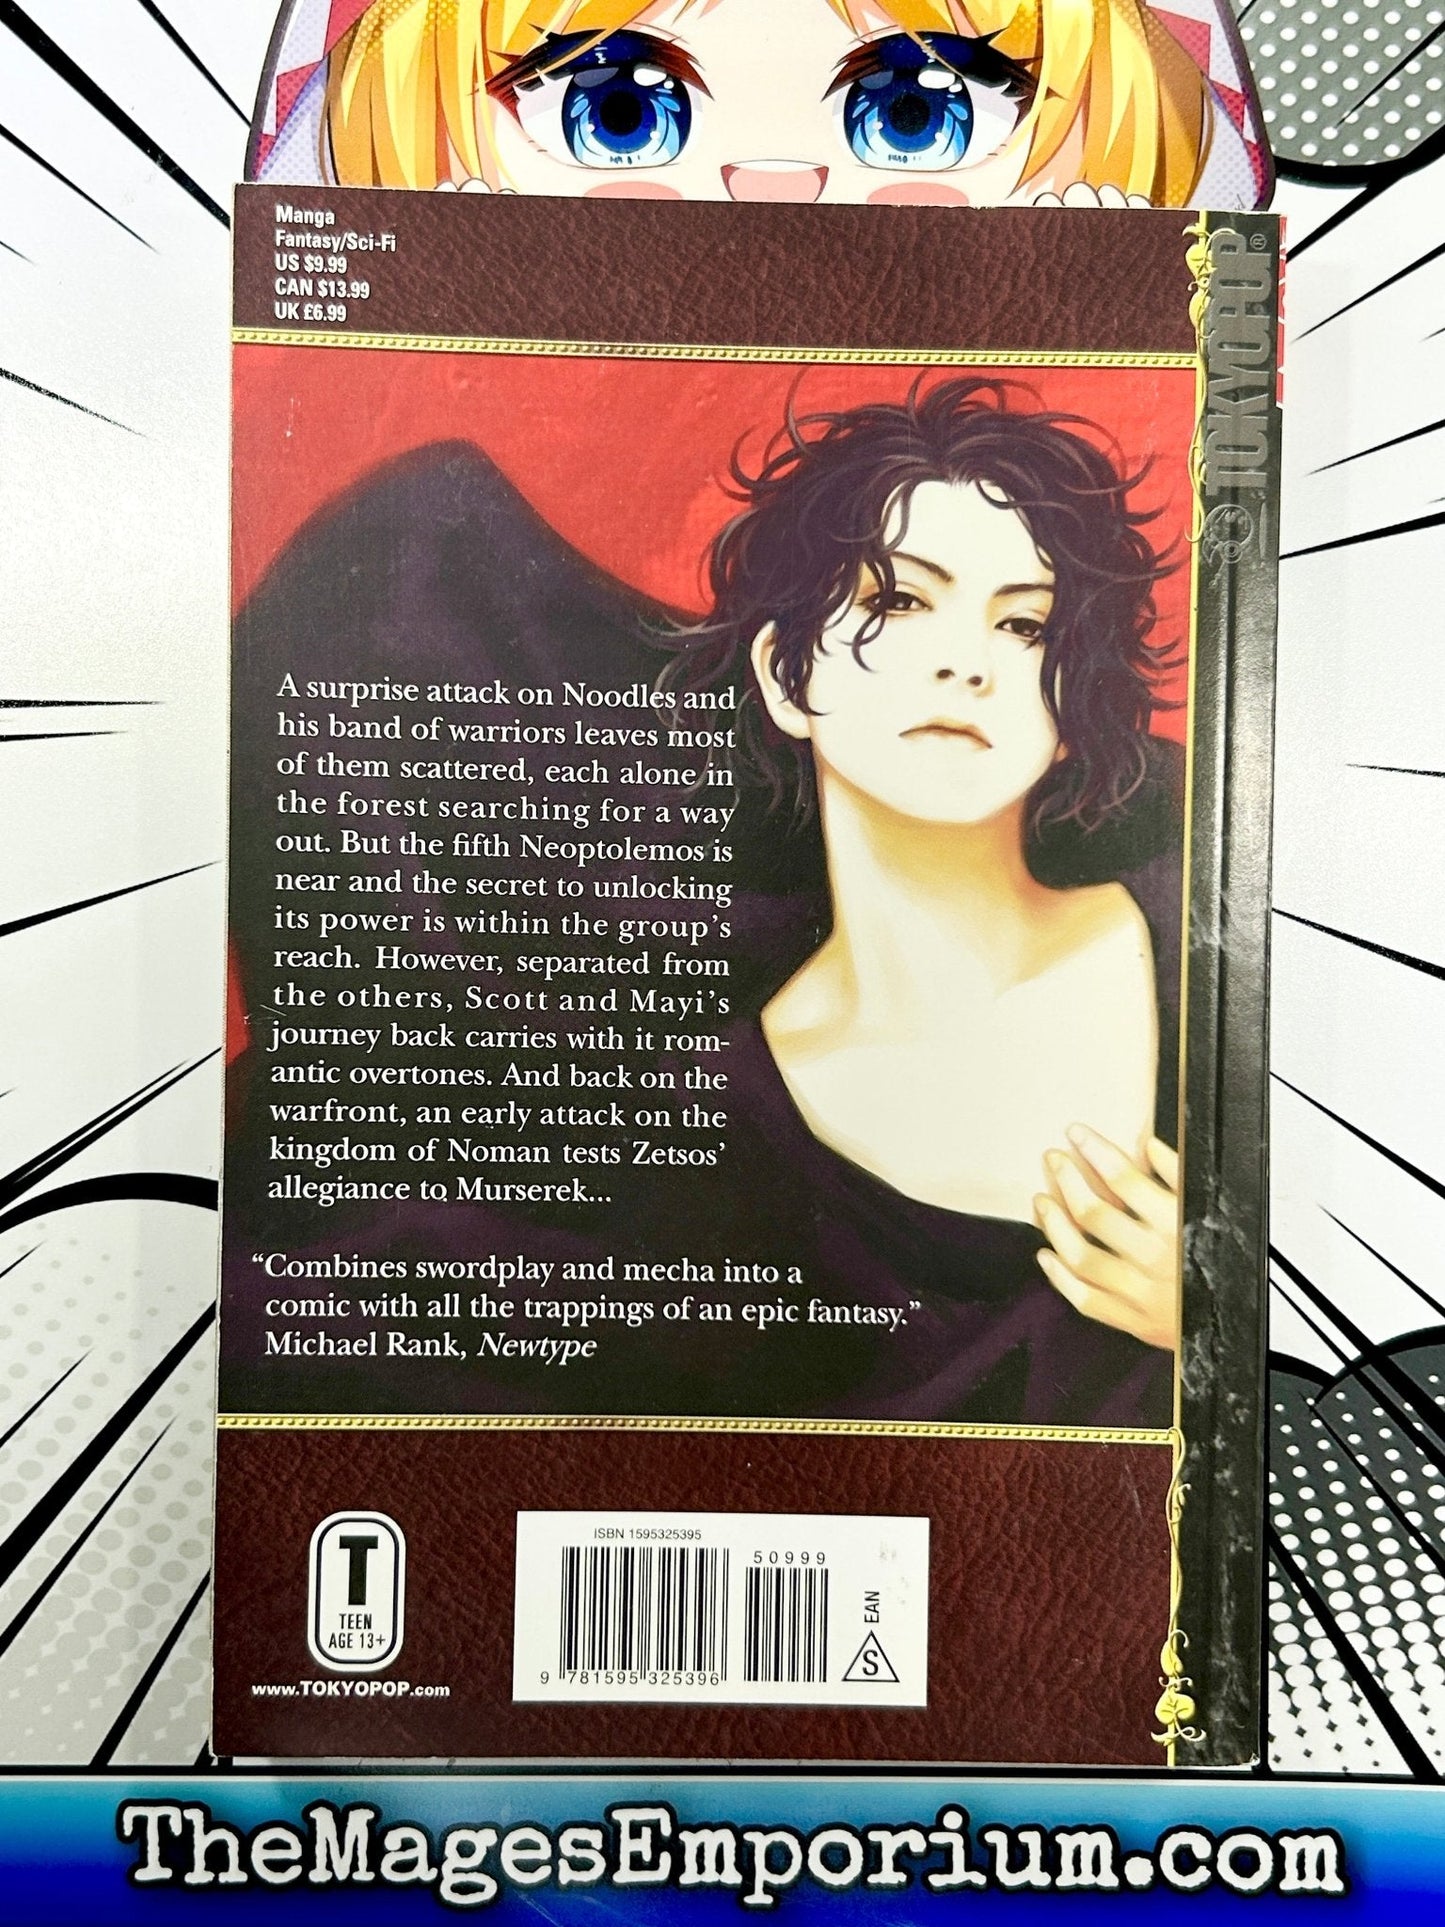 Manga
Fantasy/Sci-Fi
US $9.99
CAN $13.99
UK £6.99
TOKYOPOP®
A surprise attack on Noodles and
his band of warriors leaves most
of them scattered, each alone in
the forest searching for a way
out. But the fifth Neoptolemos is
near and the secret to unlocking
its power is within the group's
reach. However, separated from
the others, Scott and Mayi's
journey back carries with it rom-
antic overtones. And back on the
warfront, an early attack on the
kingdom of Noman tests Zetsos'
allegiance to Murserek...
“Combines swordplay and mecha into a
comic with all the trappings of an epic fantasy.”
Michael Rank, Newtype
T
TEEN
AGE 13+
www.TOKYOPOP.com
ISBN 1595325395
50999
9 781595 325396
S
EAN
TheMagesEmporium.com